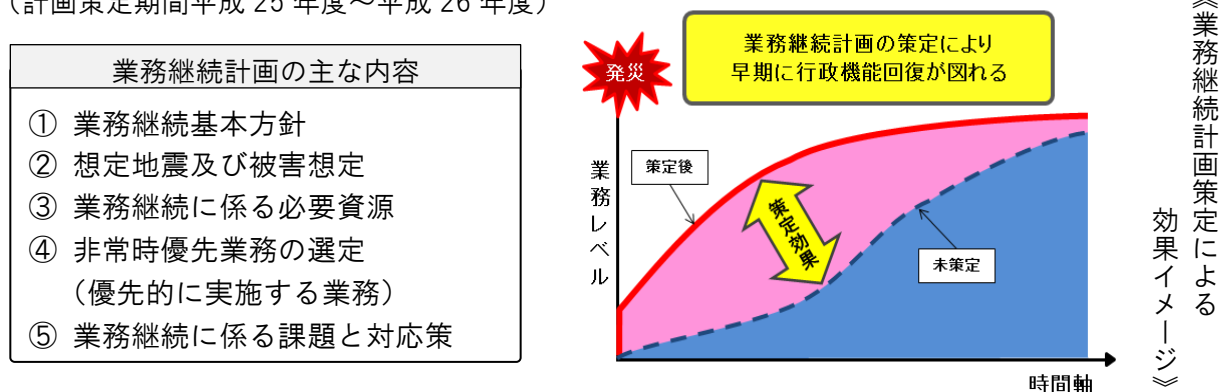 （計画策定期間平成 25 年度～平成 26 年度）
業務継続計画の主な内容
① 業務継続基本方針
② 想定地震及び被害想定
③ 業務継続に係る必要資源
④ 非常時優先業務の選定
（優先的に実施する業務）
⑤ 業務継続に係る課題と対応策
発災
業務継続計画の策定により
早期に行政機能回復が図れる
業務レベル
策定後
策定効果
未策定
時間軸
《業務継続計画策定による
効果イメージ》